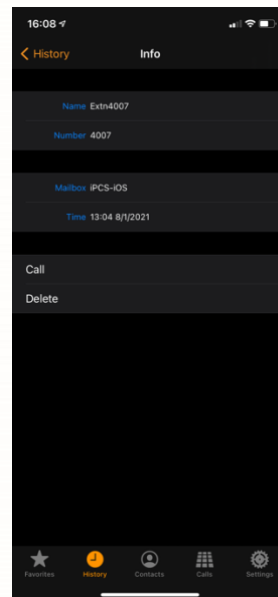 16:08
History
Info
Name Extn4007
Number 4007
Mailbox iPCS-iOS
Time 13:04 8/1/2021
Call
Delete
Favorites History Contacts Calls Settings